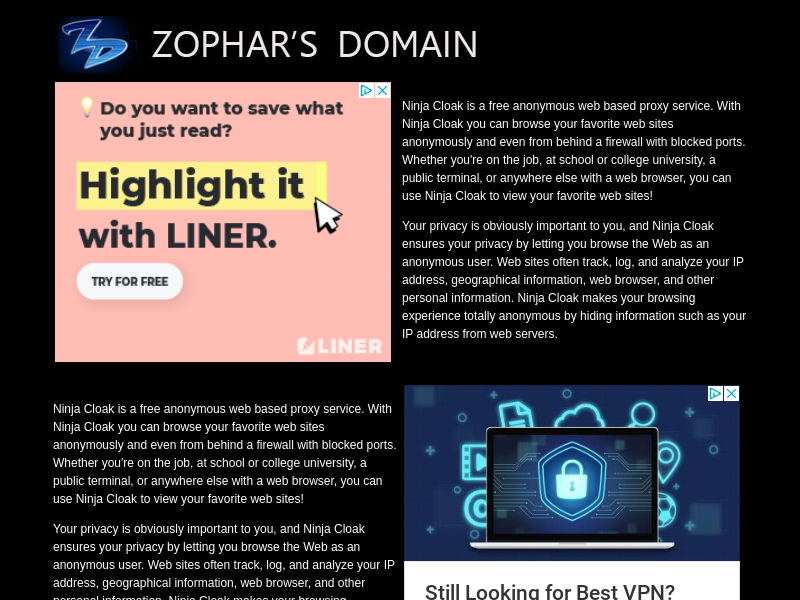 ZD ZOPHAR'S DOMAIN
Do you want to save what
you just read?
Highlight it
with LINER.
TRY FOR FREE
LINER
Ninja Cloak is a free anonymous web based proxy service. With
Ninja Cloak you can browse your favorite web sites
anonymously and even from behind a firewall with blocked ports.
Whether you're on the job, at school or college university, a
public terminal, or anywhere else with a web browser, you can
use Ninja Cloak to view your favorite web sites!
Your privacy is obviously important to you, and Ninja Cloak
ensures your privacy by letting you browse the Web as an
anonymous user. Web sites often track, log, and analyze your IP
address, geographical information, web browser, and other
personal information. Ninja Cloak makes your browsing
experience totally anonymous by hiding information such as your
IP address from web servers.
Ninja Cloak is a free anonymous web based proxy service. With
Ninja Cloak you can browse your favorite web sites
anonymously and even from behind a firewall with blocked ports.
Whether you're on the job, at school or college university, a
public terminal, or anywhere else with a web browser, you can
use Ninja Cloak to view your favorite web sites!
Your privacy is obviously important to you, and Ninja Cloak
ensures your privacy by letting you browse the Web as an
anonymous user. Web sites often track, log, and analyze your IP
address, geographical information, web browser, and other
personal information. Ninja Cloak makes your browsing
Still Looking for Best VPN?